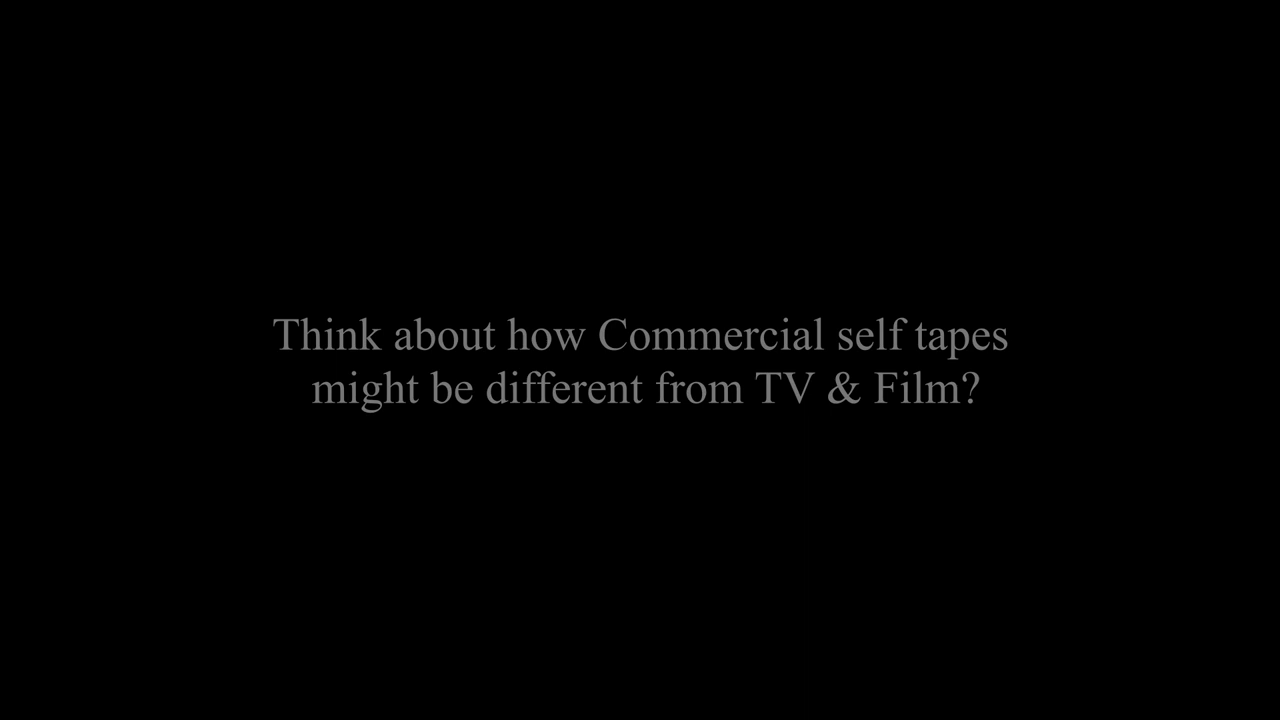 Think about how Commercial self tapes
might be different from TV & Film?